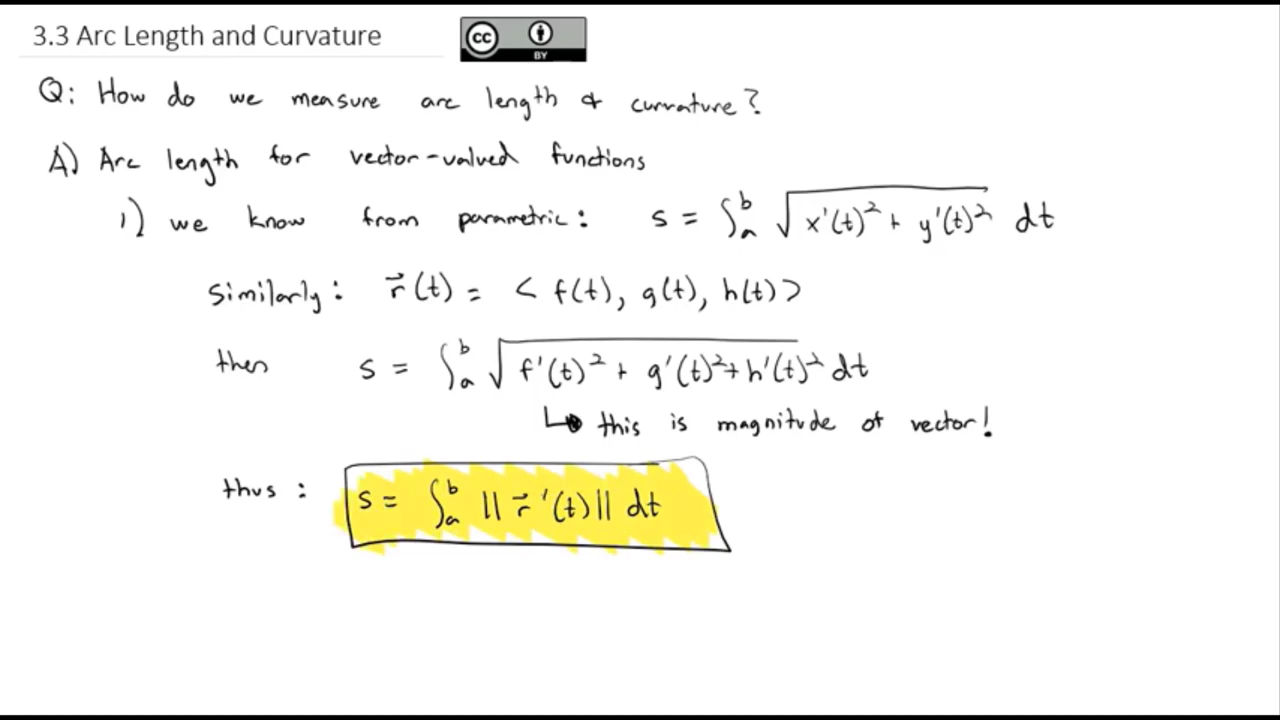 3.3 Arc Length and Curvature
cc BY
Q: How do we measure arc length & curvature?
A) Arc length for vector-valued functions
1) we know from parametric: s = ∫ₐᵇ √(x'(t)² + y'(t)²) dt
Similarly: r⃗(t) = < f(t), g(t), h(t) >
then s = ∫ₐᵇ √(f'(t)² + g'(t)² + h'(t)²) dt
↳ this is magnitude of vector!
thus: s = ∫ₐᵇ || r⃗'(t) || dt